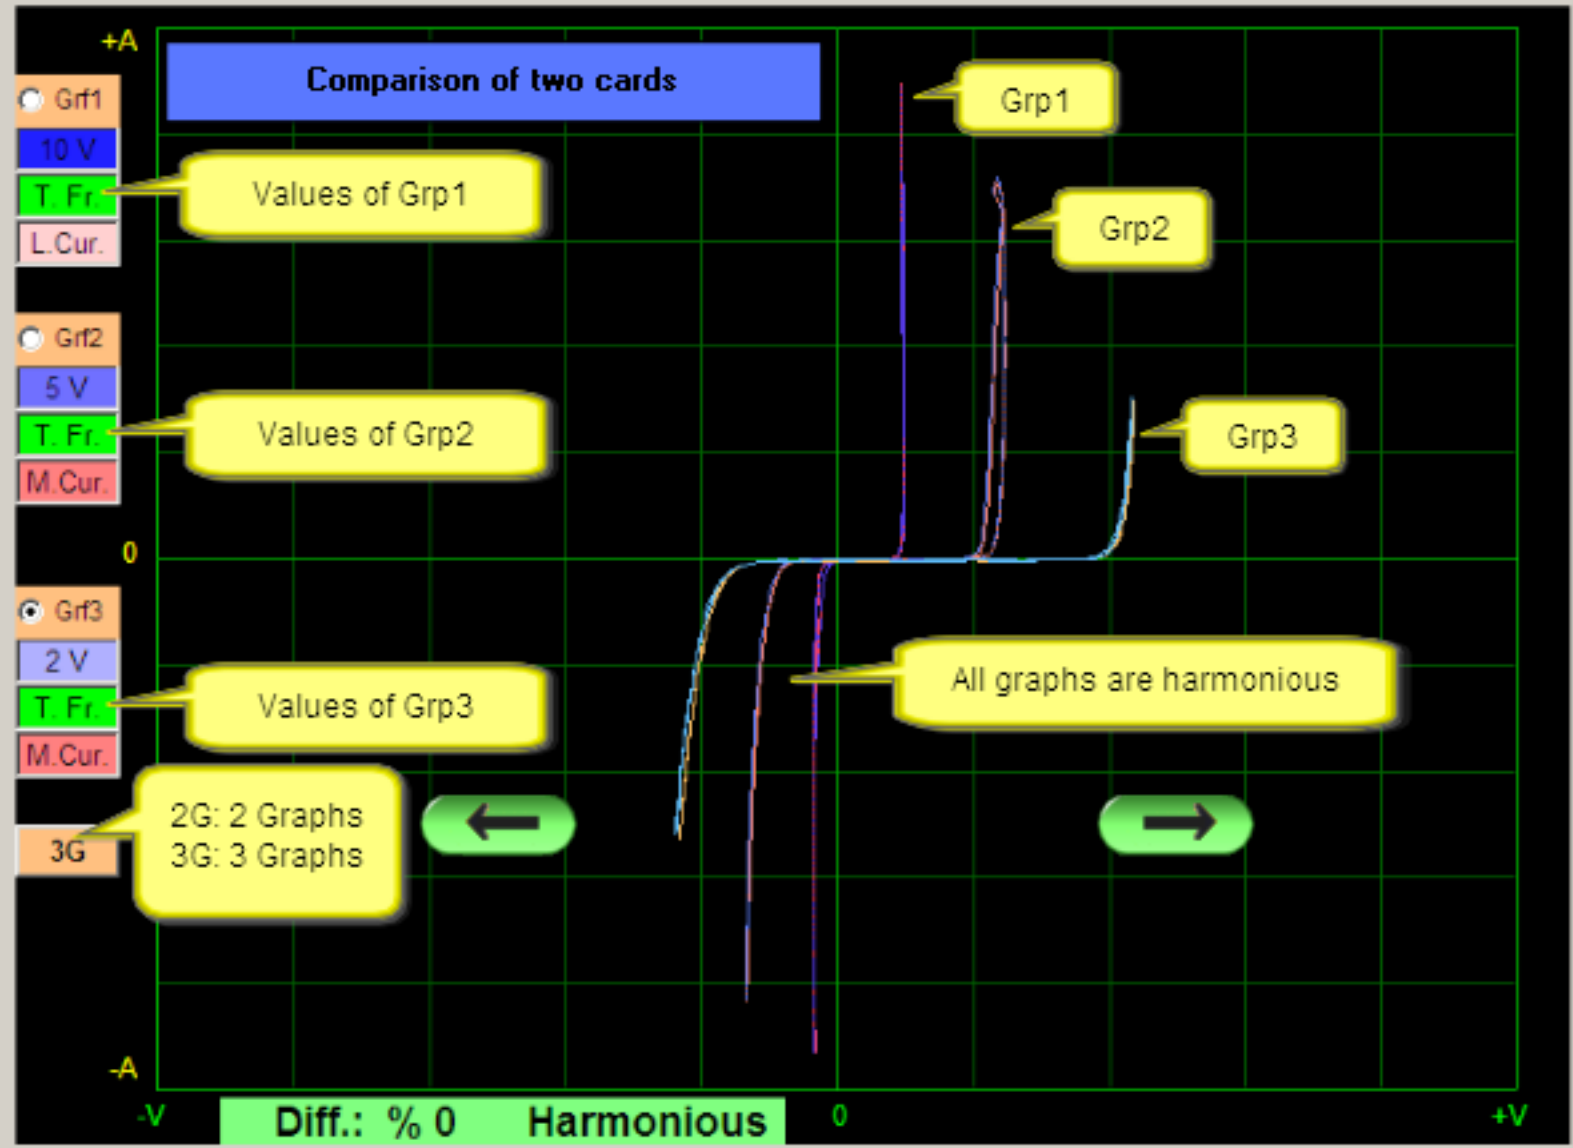 +A
Comparison of two cards
Grp1
Grf1
10 V
T. Fr.
L.Cur.
Values of Grp1
Grp2
Grf2
5 V
T. Fr.
M.Cur.
Values of Grp2
Grp3
0
Grf3
2 V
T. Fr.
M.Cur.
Values of Grp3
All graphs are harmonious
2G: 2 Graphs
3G: 3 Graphs
3G
-A
-V
Diff.: % 0 Harmonious
0
+V